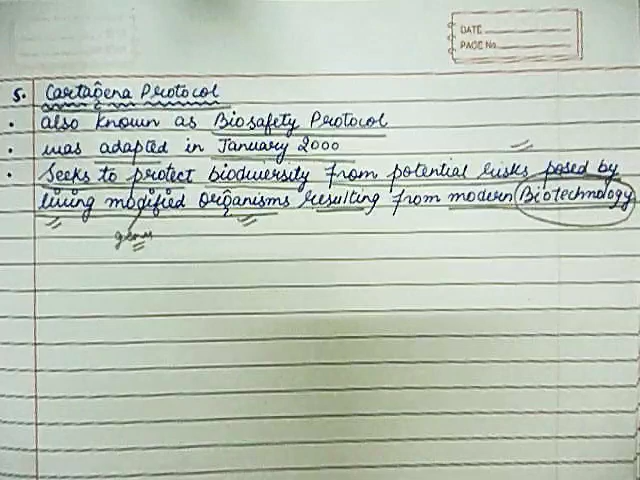 DATE
PAGE No.
5. Cartagena Protocol
• also known as Biosafety Protocol
• was adapted in January 2000
• Seeks to protect biodiversity from potential risks posed by
living modified organisms resulting from modern Biotechnology